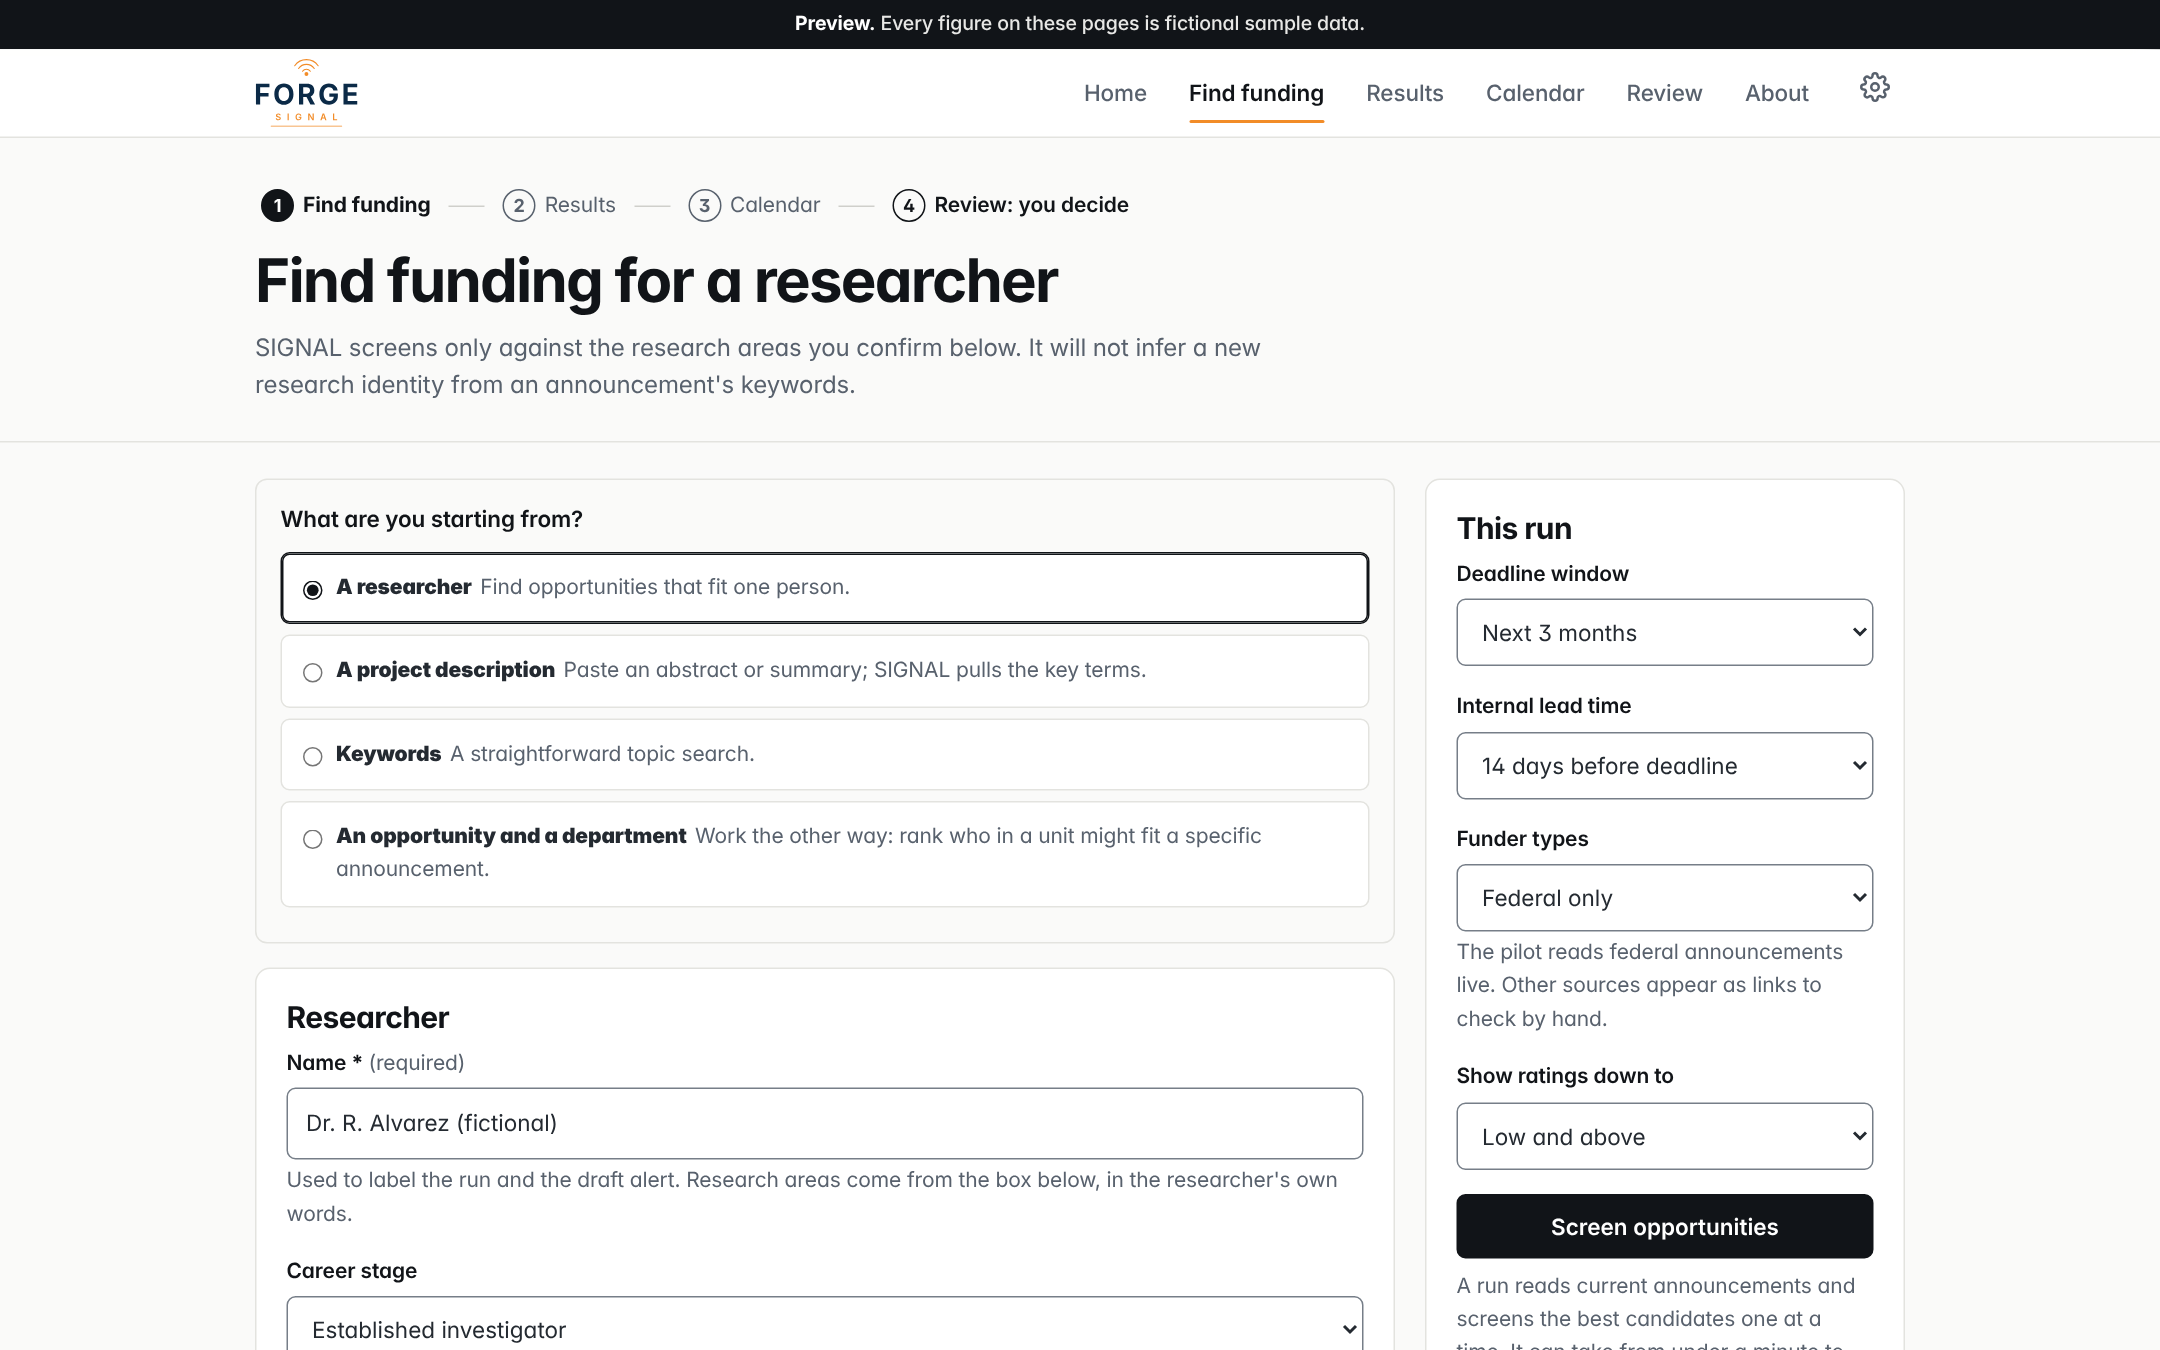 Preview. Every figure on these pages is fictional sample data.
FORGE
SIGNAL
Home
Find funding
Results
Calendar
Review
About
1 Find funding
2 Results
3 Calendar
4 Review: you decide
Find funding for a researcher
SIGNAL screens only against the research areas you confirm below. It will not infer a new
research identity from an announcement's keywords.
What are you starting from?
A researcher Find opportunities that fit one person.
A project description Paste an abstract or summary; SIGNAL pulls the key terms.
Keywords A straightforward topic search.
An opportunity and a department Work the other way: rank who in a unit might fit a specific
announcement.
Researcher
Name * (required)
Dr. R. Alvarez (fictional)
Used to label the run and the draft alert. Research areas come from the box below, in the researcher's own
words.
Career stage
Established investigator
This run
Deadline window
Next 3 months
Internal lead time
14 days before deadline
Funder types
Federal only
The pilot reads federal announcements
live. Other sources appear as links to
check by hand.
Show ratings down to
Low and above
Screen opportunities
A run reads current announcements and
screens the best candidates one at a
time. It can take from under a minute to